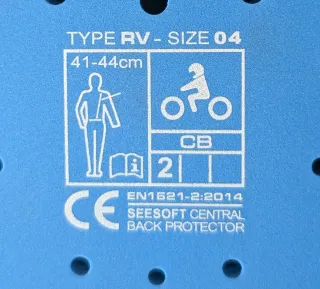 TYPE RV - SIZE 04
41-44cm
CB
2
CE EN1621-2:2014
SEESOFT CENTRAL
BACK PROTECTOR